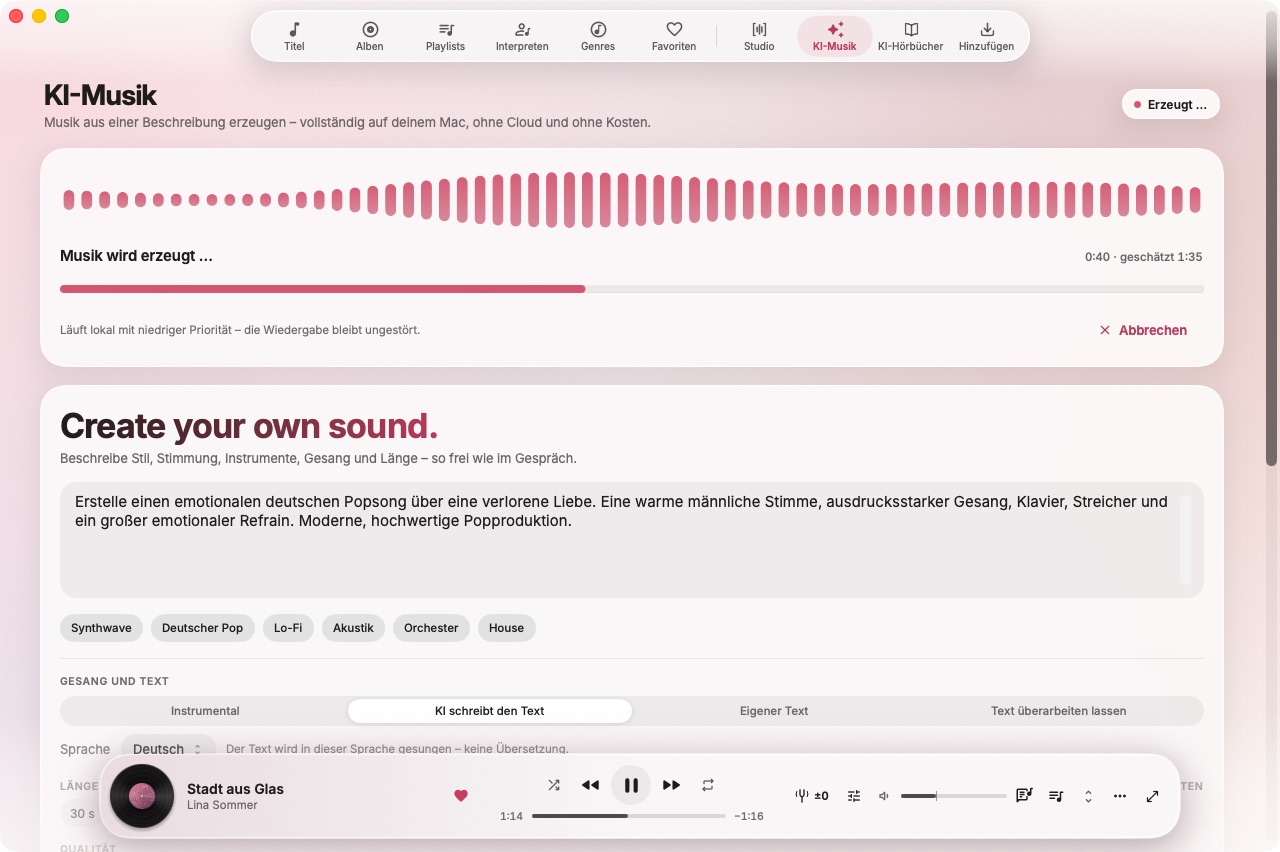 Titel
Alben
Playlists
Interpreten
Genres
Favoriten
Studio
KI-Musik
KI-Hörbücher
Hinzufügen
KI-Musik
Musik aus einer Beschreibung erzeugen – vollständig auf deinem Mac, ohne Cloud und ohne Kosten.
Erzeugt ...
Musik wird erzeugt ...
0:40 · geschätzt 1:35
Läuft lokal mit niedriger Priorität – die Wiedergabe bleibt ungestört.
Abbrechen
Create your own sound.
Beschreibe Stil, Stimmung, Instrumente, Gesang und Länge – so frei wie im Gespräch.
Erstelle einen emotionalen deutschen Popsong über eine verlorene Liebe. Eine warme männliche Stimme, ausdrucksstarker Gesang, Klavier, Streicher und
ein großer emotionaler Refrain. Moderne, hochwertige Popproduktion.
Synthwave
Deutscher Pop
Lo-Fi
Akustik
Orchester
House
GESANG UND TEXT
Instrumental
KI schreibt den Text
Eigener Text
Text überarbeiten lassen
Sprache
Deutsch
Der Text wird in dieser Sprache gesungen – keine Übersetzung.
LÄNGE
30 s
QUALITÄT
Stadt aus Glas
Lina Sommer
1:14
−1:16
±0